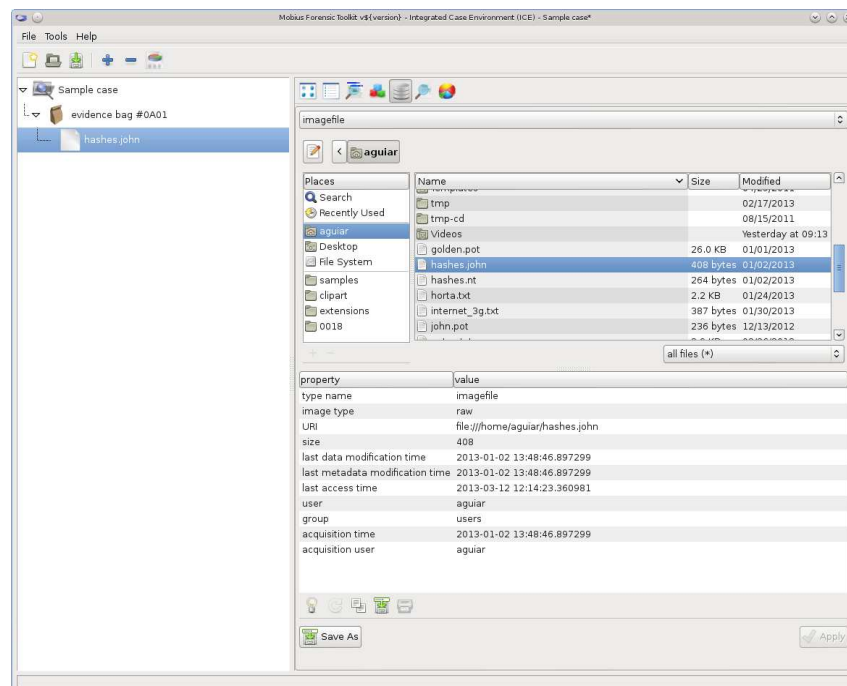 Mobius Forensic Toolkit v${version} - Integrated Case Environment (ICE) - Sample case*
File Tools Help
Sample case
evidence bag #0A01
hashes.john
imagefile
aguiar
Places
Search
Recently Used
aguiar
Desktop
File System
samples
clipart
extensions
0018
Name Size Modified
tmp 02/17/2013
tmp-cd 08/15/2011
Videos Yesterday at 09:13
golden.pot 26.0 KB 01/01/2013
hashes.john 408 bytes 01/02/2013
hashes.nt 264 bytes 01/02/2013
horta.txt 2.2 KB 01/24/2013
internet_3g.txt 387 bytes 01/30/2013
john.pot 236 bytes 12/13/2012
all files (*)
property value
type name imagefile
image type raw
URI file:///home/aguiar/hashes.john
size 408
last data modification time 2013-01-02 13:48:46.897299
last metadata modification time 2013-01-02 13:48:46.897299
last access time 2013-03-12 12:14:23.360981
user aguiar
group users
acquisition time 2013-01-02 13:48:46.897299
acquisition user aguiar
Save As
Apply